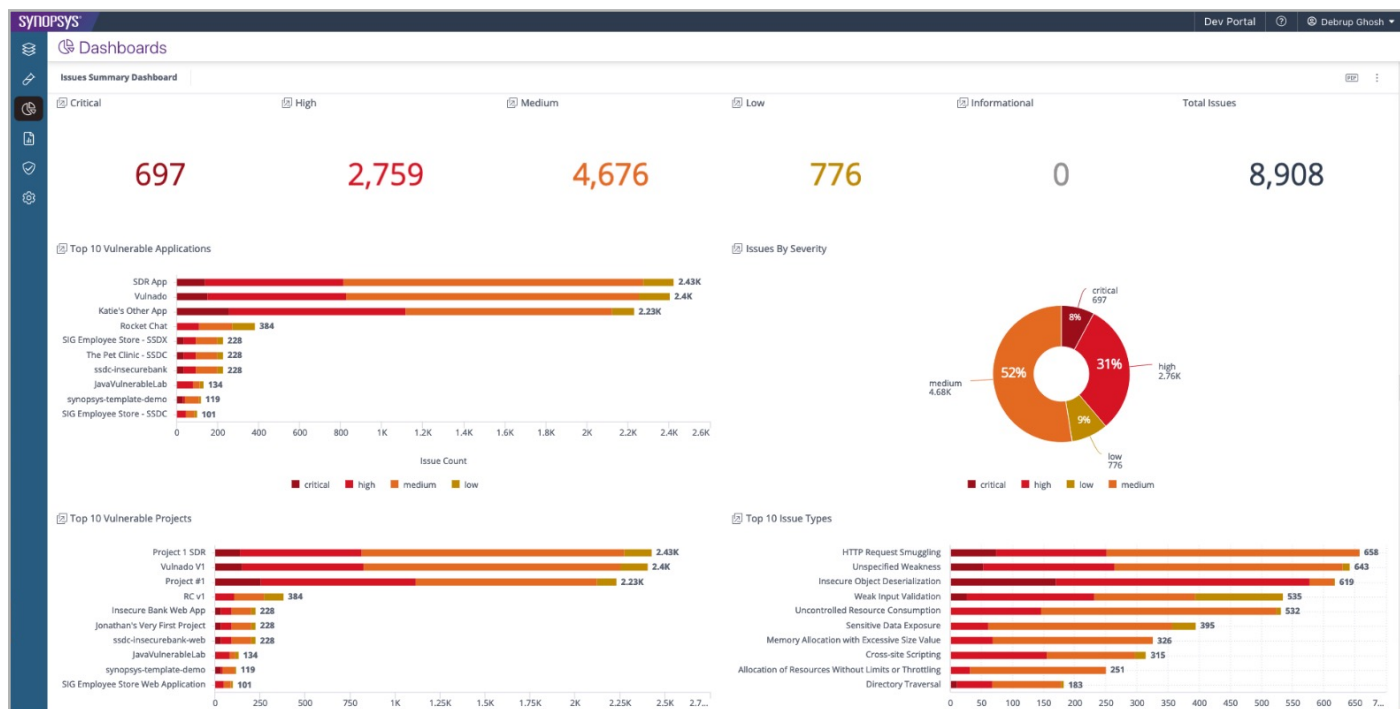 SYNOPSYS®
Dev Portal
Debrup Ghosh
Dashboards
Issues Summary Dashboard
PDF
Critical High Medium Low Informational Total Issues
697 2,759 4,676 776 0 8,908
Top 10 Vulnerable Applications
SDR App 2.43K
Vulnado 2.4K
Katie's Other App 2.23K
Rocket Chat 384
SIG Employee Store - SSDX 228
The Pet Clinic - SSDC 228
ssdc-insecurebank 228
JavaVulnerableLab 134
synopsys-template-demo 119
SIG Employee Store - SSDC 101
0 200 400 600 800 1K 1.2K 1.4K 1.6K 1.8K 2K 2.2K 2.4K 2.6K
Issue Count
critical high medium low
Issues By Severity
critical
697
8%
31%
high
2.76K
52%
medium
4.68K
9%
low
776
critical high low medium
Top 10 Vulnerable Projects
Project 1 SDR 2.43K
Vulnado V1 2.4K
Project #1 2.23K
RC v1 384
Insecure Bank Web App 228
Jonathan's Very First Project 228
ssdc-insecurebank-web 228
JavaVulnerableLab 134
synopsys-template-demo 119
SIG Employee Store Web Application 101
0 250 500 750 1K 1.25K 1.5K 1.75K 2K 2.25K 2.5K 2.7...
Top 10 Issue Types
HTTP Request Smuggling 658
Unspecified Weakness 643
Insecure Object Deserialization 619
Weak Input Validation 535
Uncontrolled Resource Consumption 532
Sensitive Data Exposure 395
Memory Allocation with Excessive Size Value 326
Cross-site Scripting 315
Allocation of Resources Without Limits or Throttling 251
Directory Traversal 183
0 50 100 150 200 250 300 350 400 450 500 550 600 650 7...